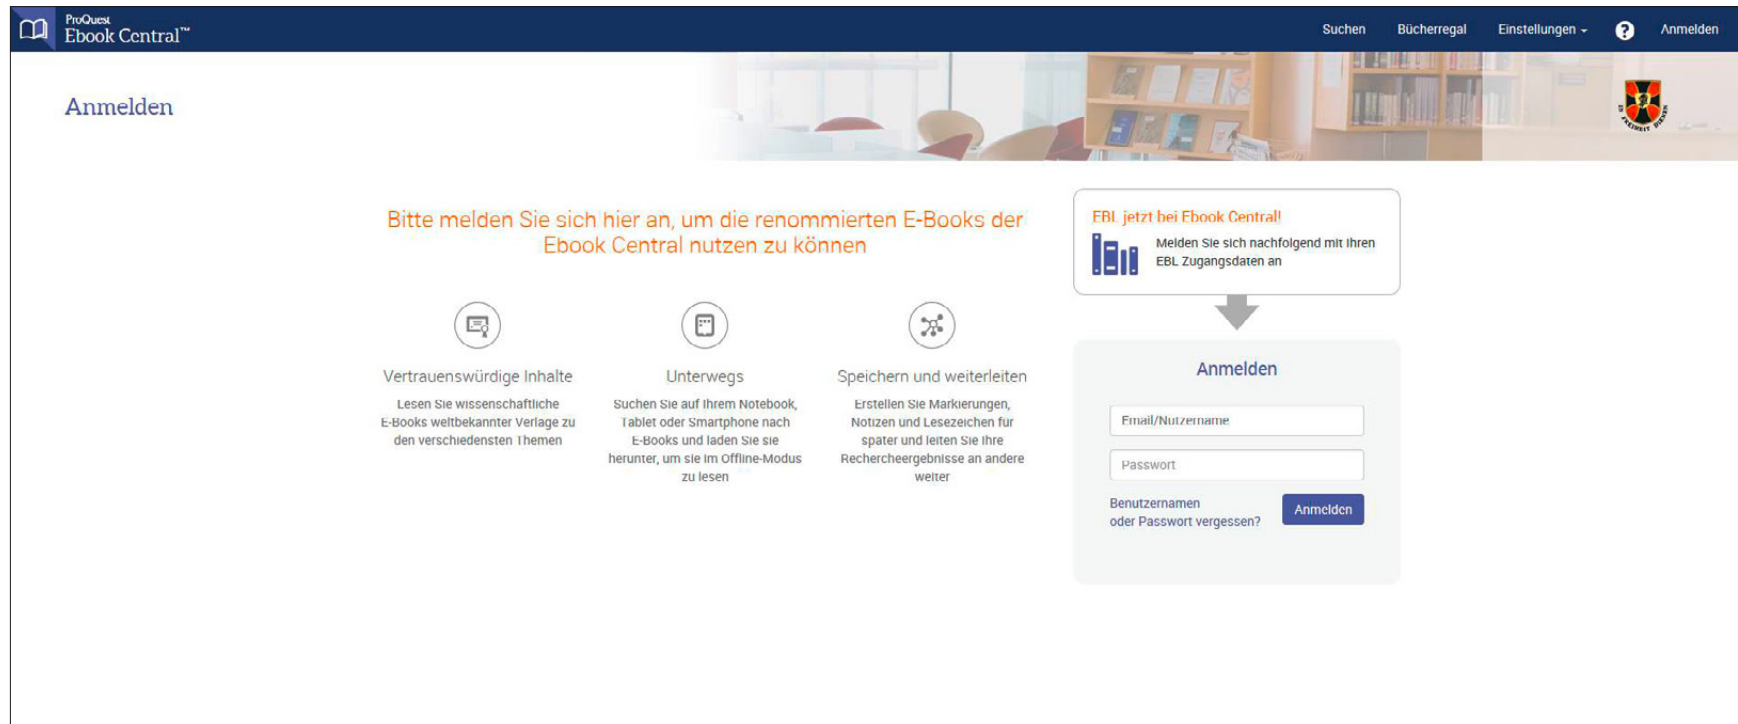 ProQuest
Ebook Central™
Suchen
Bücherregal
Einstellungen
?
Anmelden
Anmelden
IN FREIHEIT DIENEN
Bitte melden Sie sich hier an, um die renommierten E-Books der
Ebook Central nutzen zu können
Vertrauenswürdige Inhalte
Lesen Sie wissenschaftliche
E-Books weltbekannter Verlage zu
den verschiedensten Themen
Unterwegs
Suchen Sie auf Ihrem Notebook,
Tablet oder Smartphone nach
E-Books und laden Sie sie
herunter, um sie im Offline-Modus
zu lesen
Speichern und weiterleiten
Erstellen Sie Markierungen,
Notizen und Lesezeichen für
später und leiten Sie Ihre
Rechercheergebnisse an andere
weiter
EBL jetzt bei Ebook Central!
Melden Sie sich nachfolgend mit Ihren
EBL Zugangsdaten an
Anmelden
Email/Nutzername
Passwort
Benutzernamen
oder Passwort vergessen?
Anmelden